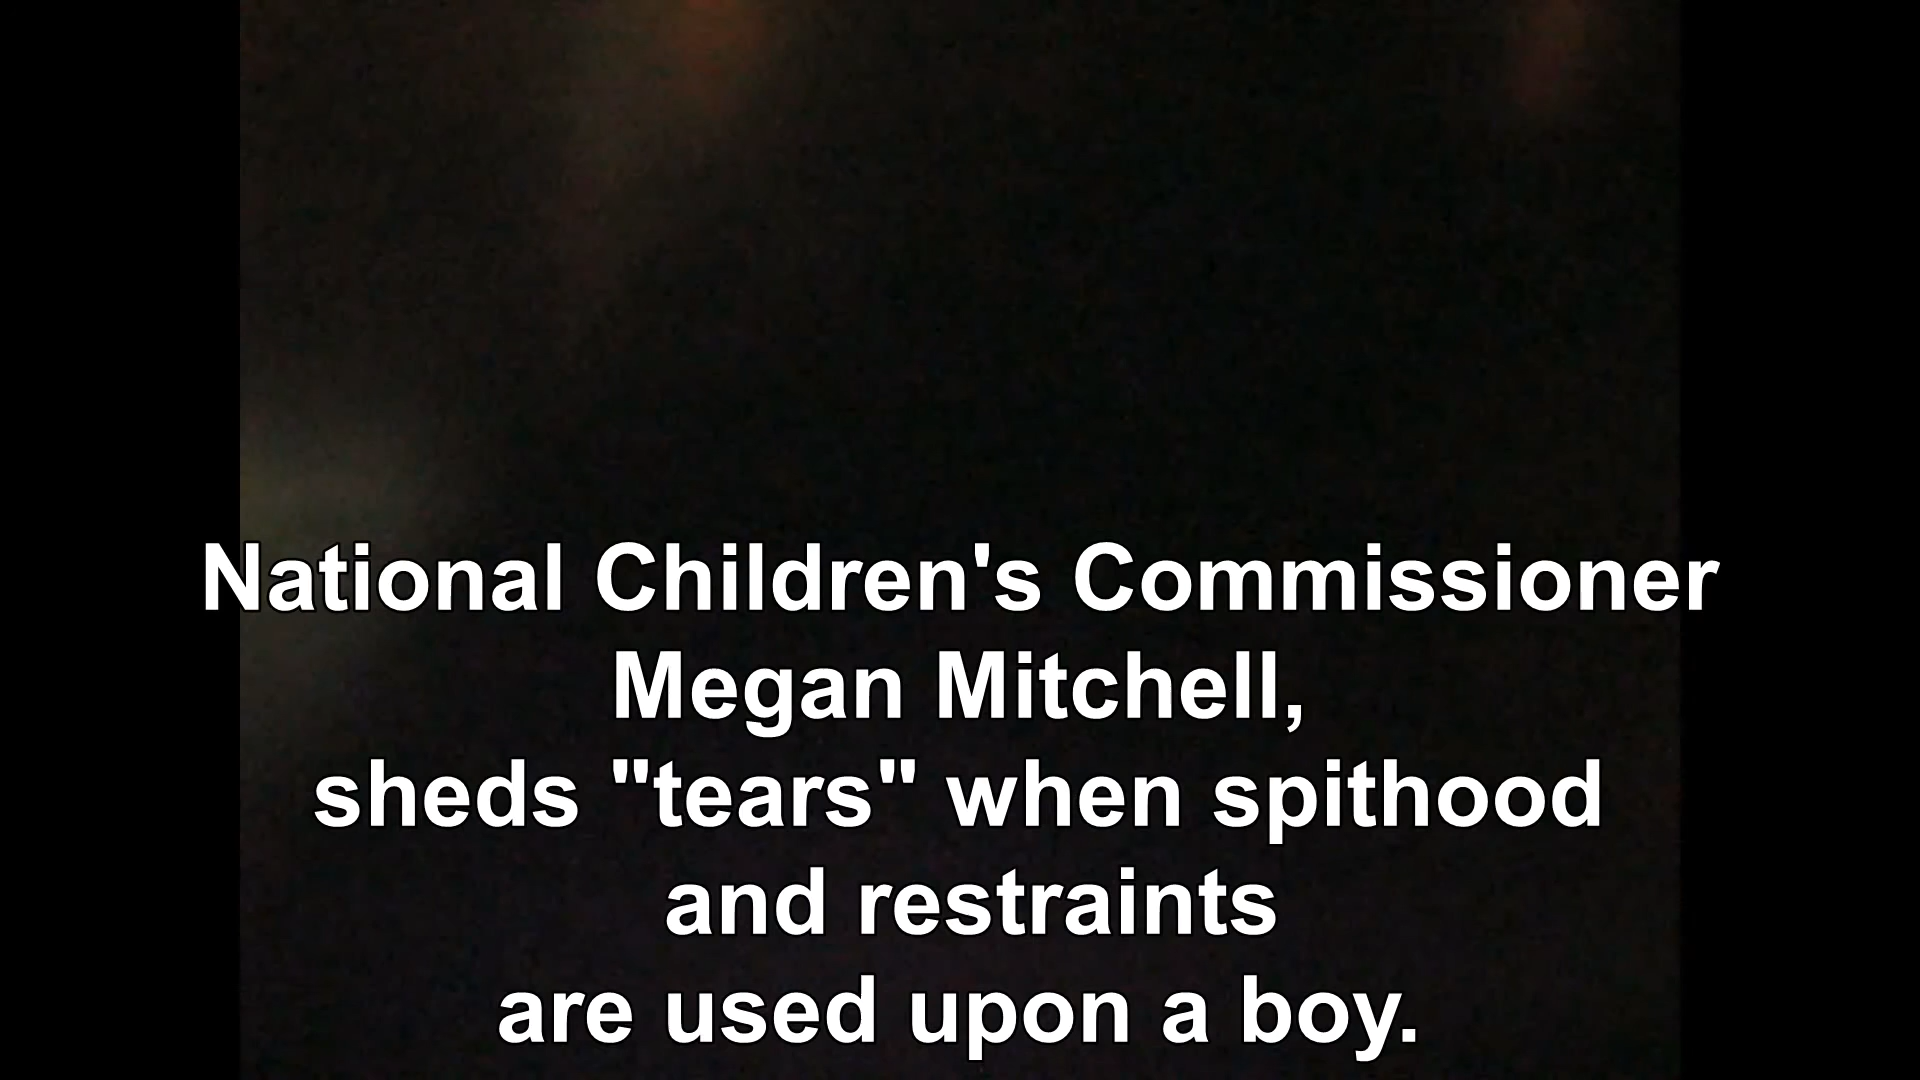 National Children's Commissioner
Megan Mitchell,
sheds "tears" when spithood
and restraints
are used upon a boy.